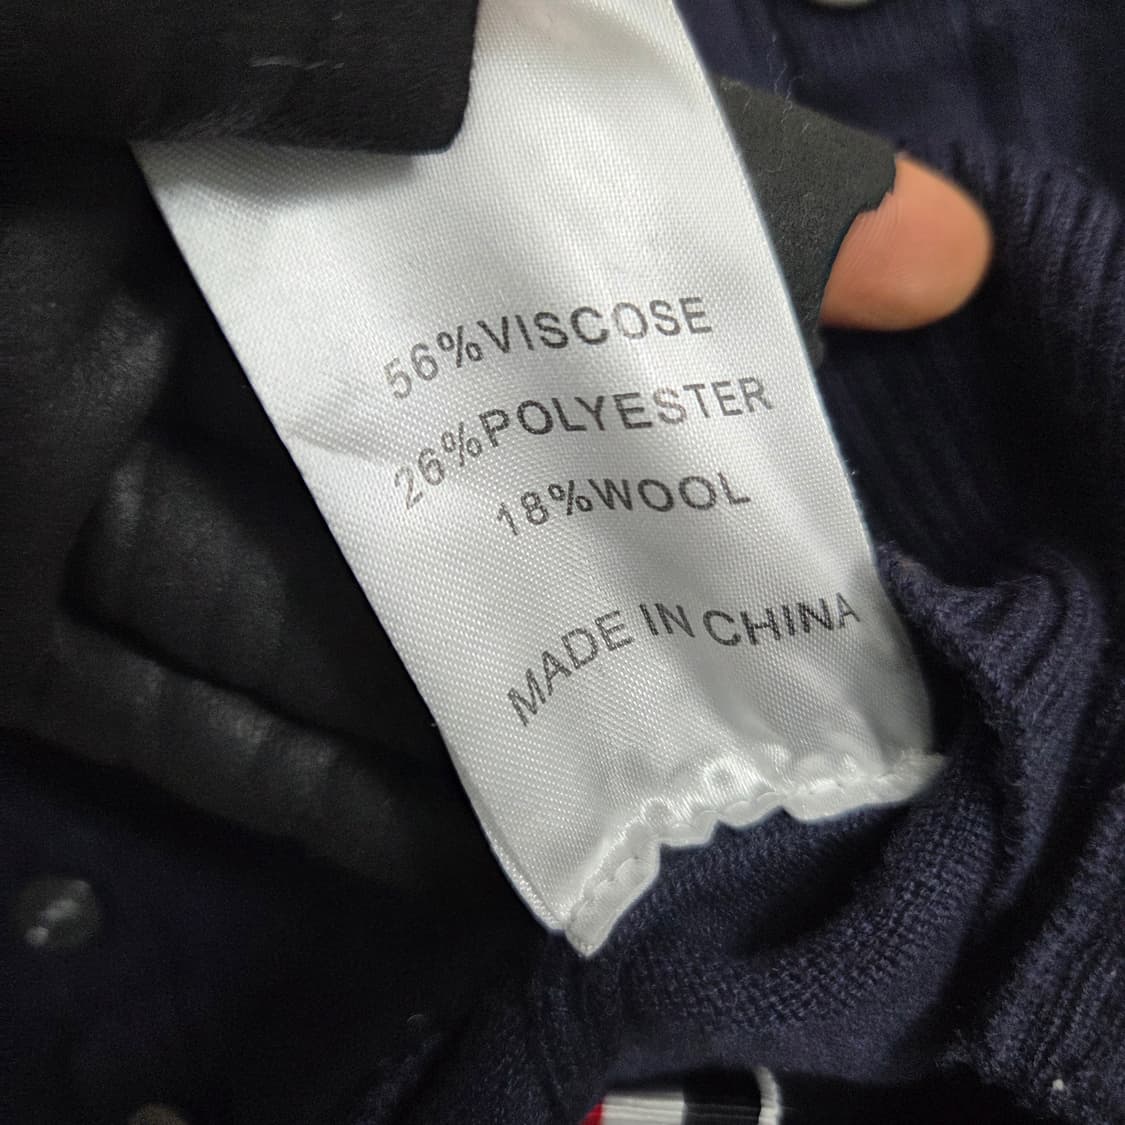 56%VISCOSE
26%POLYESTER
18%WOOL
MADE IN CHINA